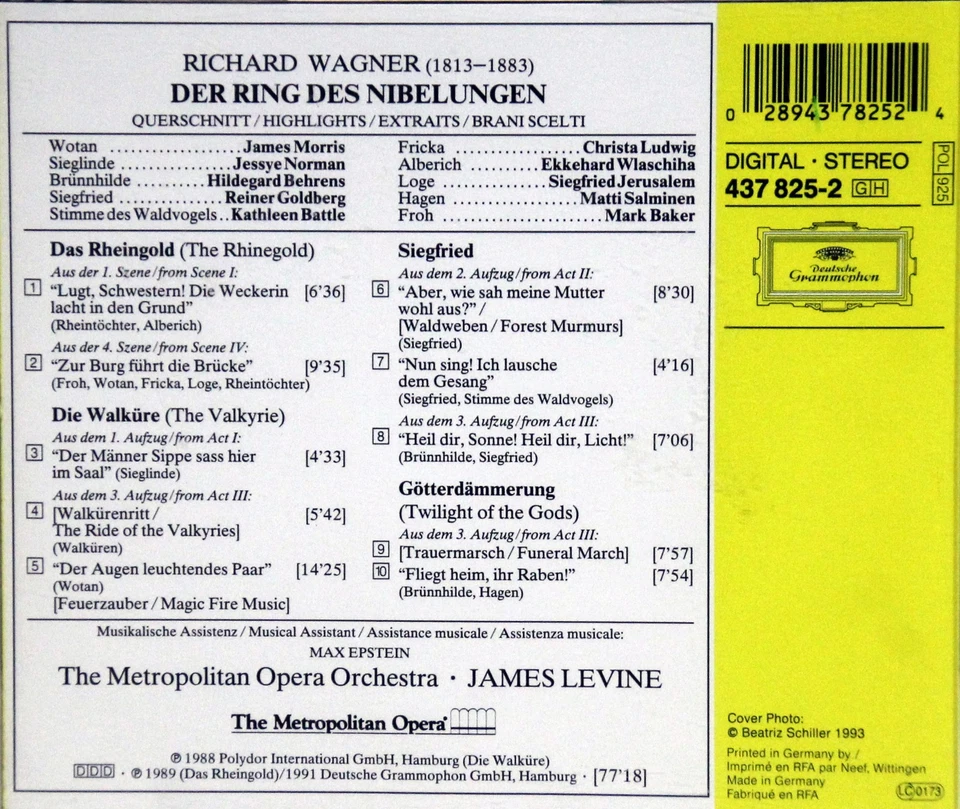 RICHARD WAGNER (1813–1883)
DER RING DES NIBELUNGEN
QUERSCHNITT / HIGHLIGHTS / EXTRAITS / BRANI SCELTI
Wotan .................. James Morris
Sieglinde ................ Jessye Norman
Brünnhilde ......... Hildegard Behrens
Siegfried .............. Reiner Goldberg
Stimme des Waldvogels .. Kathleen Battle
Fricka .................. Christa Ludwig
Alberich ............ Ekkehard Wlaschiha
Loge .............. Siegfried Jerusalem
Hagen .................. Matti Salminen
Froh ...................... Mark Baker
Das Rheingold (The Rhinegold)
Aus der 1. Szene/from Scene I:
1 “Lugt, Schwestern! Die Weckerin [6’36]
lacht in den Grund”
(Rheintöchter, Alberich)
Aus der 4. Szene/from Scene IV:
2 “Zur Burg führt die Brücke” [9’35]
(Froh, Wotan, Fricka, Loge, Rheintöchter)
Die Walküre (The Valkyrie)
Aus dem 1. Aufzug/from Act I:
3 “Der Männer Sippe sass hier [4’33]
im Saal” (Sieglinde)
Aus dem 3. Aufzug/from Act III:
4 [Walkürenritt / [5’42]
The Ride of the Valkyries]
(Walküren)
5 “Der Augen leuchtendes Paar” [14’25]
(Wotan)
[Feuerzauber / Magic Fire Music]
Siegfried
Aus dem 2. Aufzug/from Act II:
6 “Aber, wie sah meine Mutter [8’30]
wohl aus?” /
[Waldweben / Forest Murmurs]
(Siegfried)
7 “Nun sing! Ich lausche [4’16]
dem Gesang”
(Siegfried, Stimme des Waldvogels)
Aus dem 3. Aufzug/from Act III:
8 “Heil dir, Sonne! Heil dir, Licht!” [7’06]
(Brünnhilde, Siegfried)
Götterdämmerung
(Twilight of the Gods)
Aus dem 3. Aufzug/from Act III:
9 [Trauermarsch / Funeral March] [7’57]
10 “Fliegt heim, ihr Raben!” [7’54]
(Brünnhilde, Hagen)
Musikalische Assistenz / Musical Assistant / Assistance musicale / Assistenza musicale:
MAX EPSTEIN
The Metropolitan Opera Orchestra · JAMES LEVINE
The Metropolitan Opera®
℗ 1988 Polydor International GmbH, Hamburg (Die Walküre)
DDD · ℗ 1989 (Das Rheingold)/1991 Deutsche Grammophon GmbH, Hamburg · [77’18]
0 28943 78252 4
DIGITAL · STEREO
437 825-2 GH
POL 925
Deutsche
Grammophon
Cover Photo:
© Beatriz Schiller 1993
Printed in Germany by /
Imprimé en RFA par Neef, Wittingen
Made in Germany
Fabriqué en RFA
LC 0173